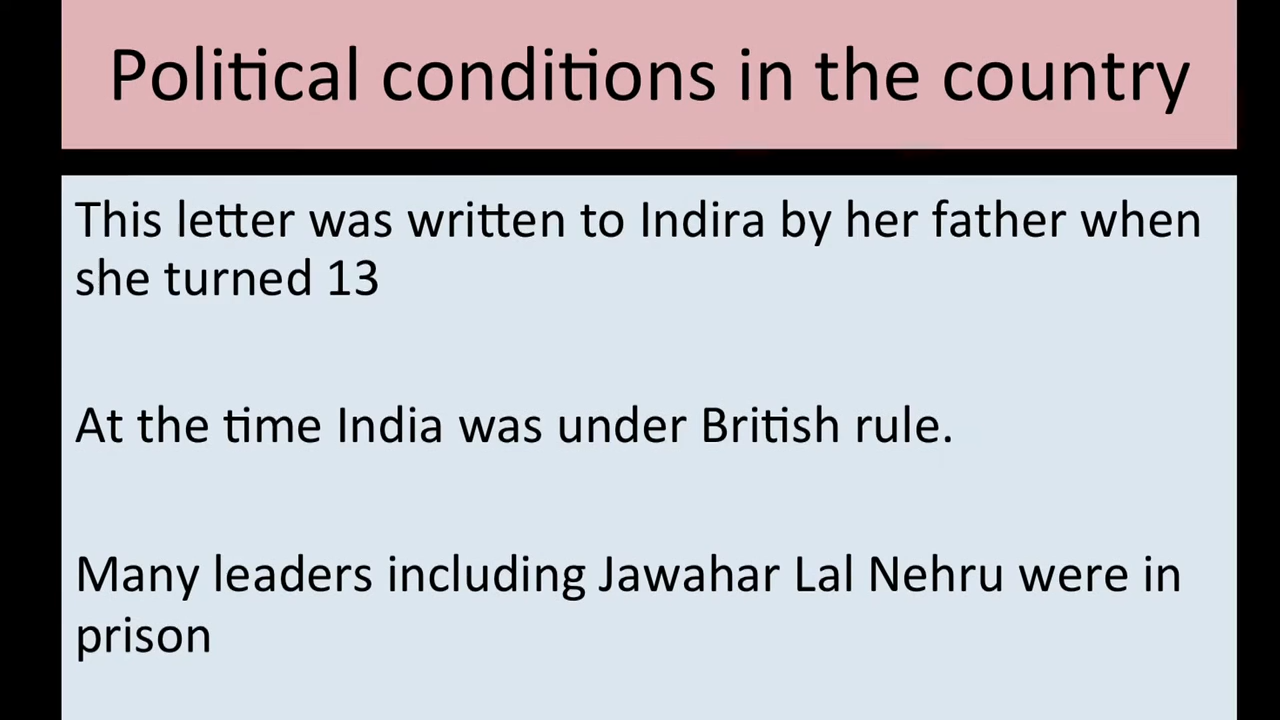 Political conditions in the country
This letter was written to Indira by her father when
she turned 13
At the time India was under British rule.
Many leaders including Jawahar Lal Nehru were in
prison